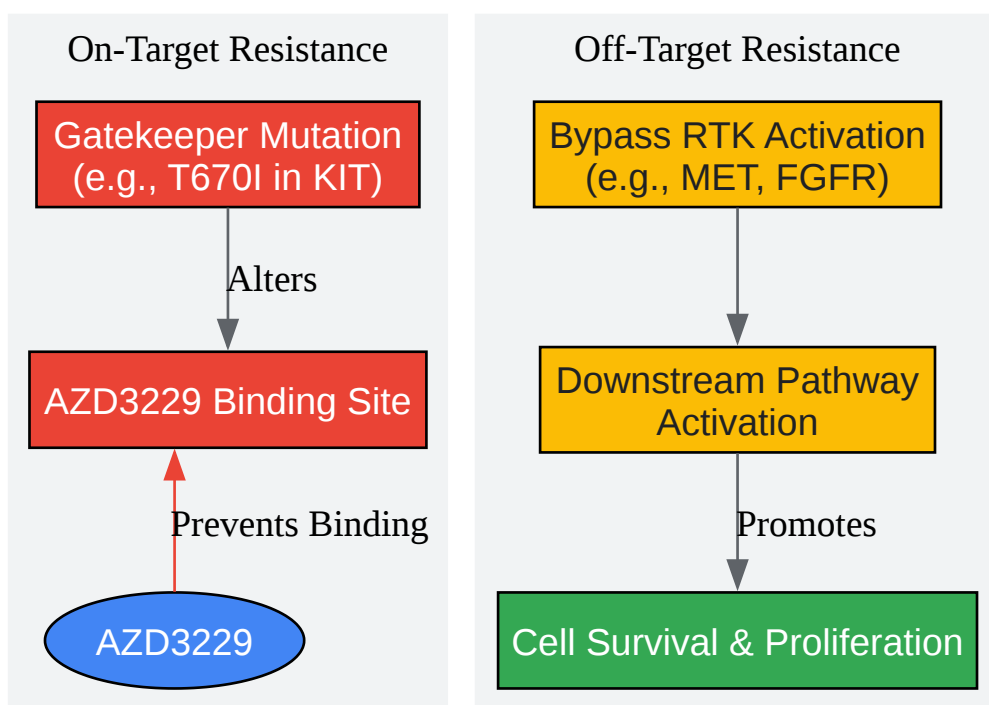 On-Target Resistance
Gatekeeper Mutation
(e.g., T670I in KIT)
Alters
AZD3229 Binding Site
Prevents Binding
AZD3229
Off-Target Resistance
Bypass RTK Activation
(e.g., MET, FGFR)
Downstream Pathway
Activation
Promotes
Cell Survival & Proliferation